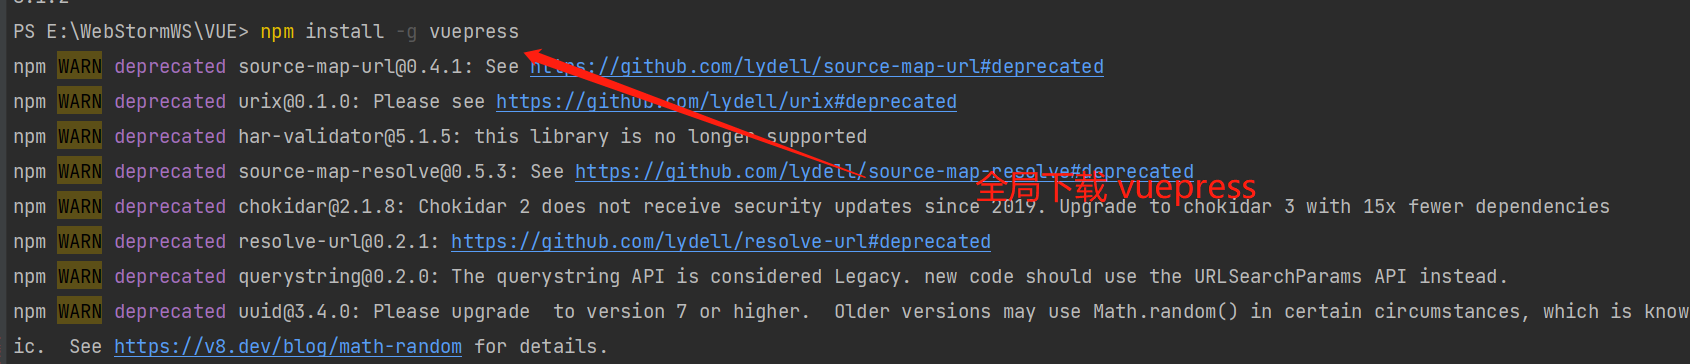 PS E:\WebStormWS\VUE> npm install -g vuepress
npm WARN deprecated source-map-url@0.4.1: See https://github.com/lydell/source-map-url#deprecated
npm WARN deprecated urix@0.1.0: Please see https://github.com/lydell/urix#deprecated
npm WARN deprecated har-validator@5.1.5: this library is no longer supported
npm WARN deprecated source-map-resolve@0.5.3: See https://github.com/lydell/source-map-resolve#deprecated
全局下载 vuepress
npm WARN deprecated chokidar@2.1.8: Chokidar 2 does not receive security updates since 2019. Upgrade to chokidar 3 with 15x fewer dependencies
npm WARN deprecated resolve-url@0.2.1: https://github.com/lydell/resolve-url#deprecated
npm WARN deprecated querystring@0.2.0: The querystring API is considered Legacy. new code should use the URLSearchParams API instead.
npm WARN deprecated uuid@3.4.0: Please upgrade  to version 7 or higher.  Older versions may use Math.random() in certain circumstances, which is know
ic.  See https://v8.dev/blog/math-random for details.